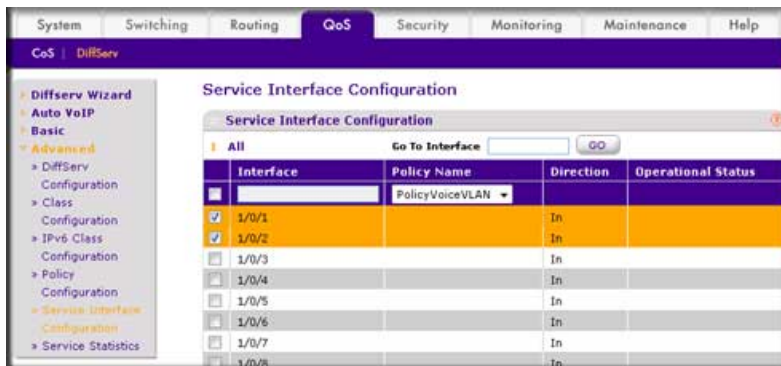 System Switching Routing QoS Security Monitoring Maintenance Help
CoS | DiffServ
Diffserv Wizard
Auto VoIP
Basic
Advanced
» DiffServ
Configuration
» Class
Configuration
» IPv6 Class
Configuration
» Policy
Configuration
» Service Interface
Configuration
» Service Statistics
Service Interface Configuration
Service Interface Configuration
All Go To Interface GO
Interface Policy Name Direction Operational Status
PolicyVoiceVLAN
1/0/1 In
1/0/2 In
1/0/3 In
1/0/4 In
1/0/5 In
1/0/6 In
1/0/7 In
1/0/8 In